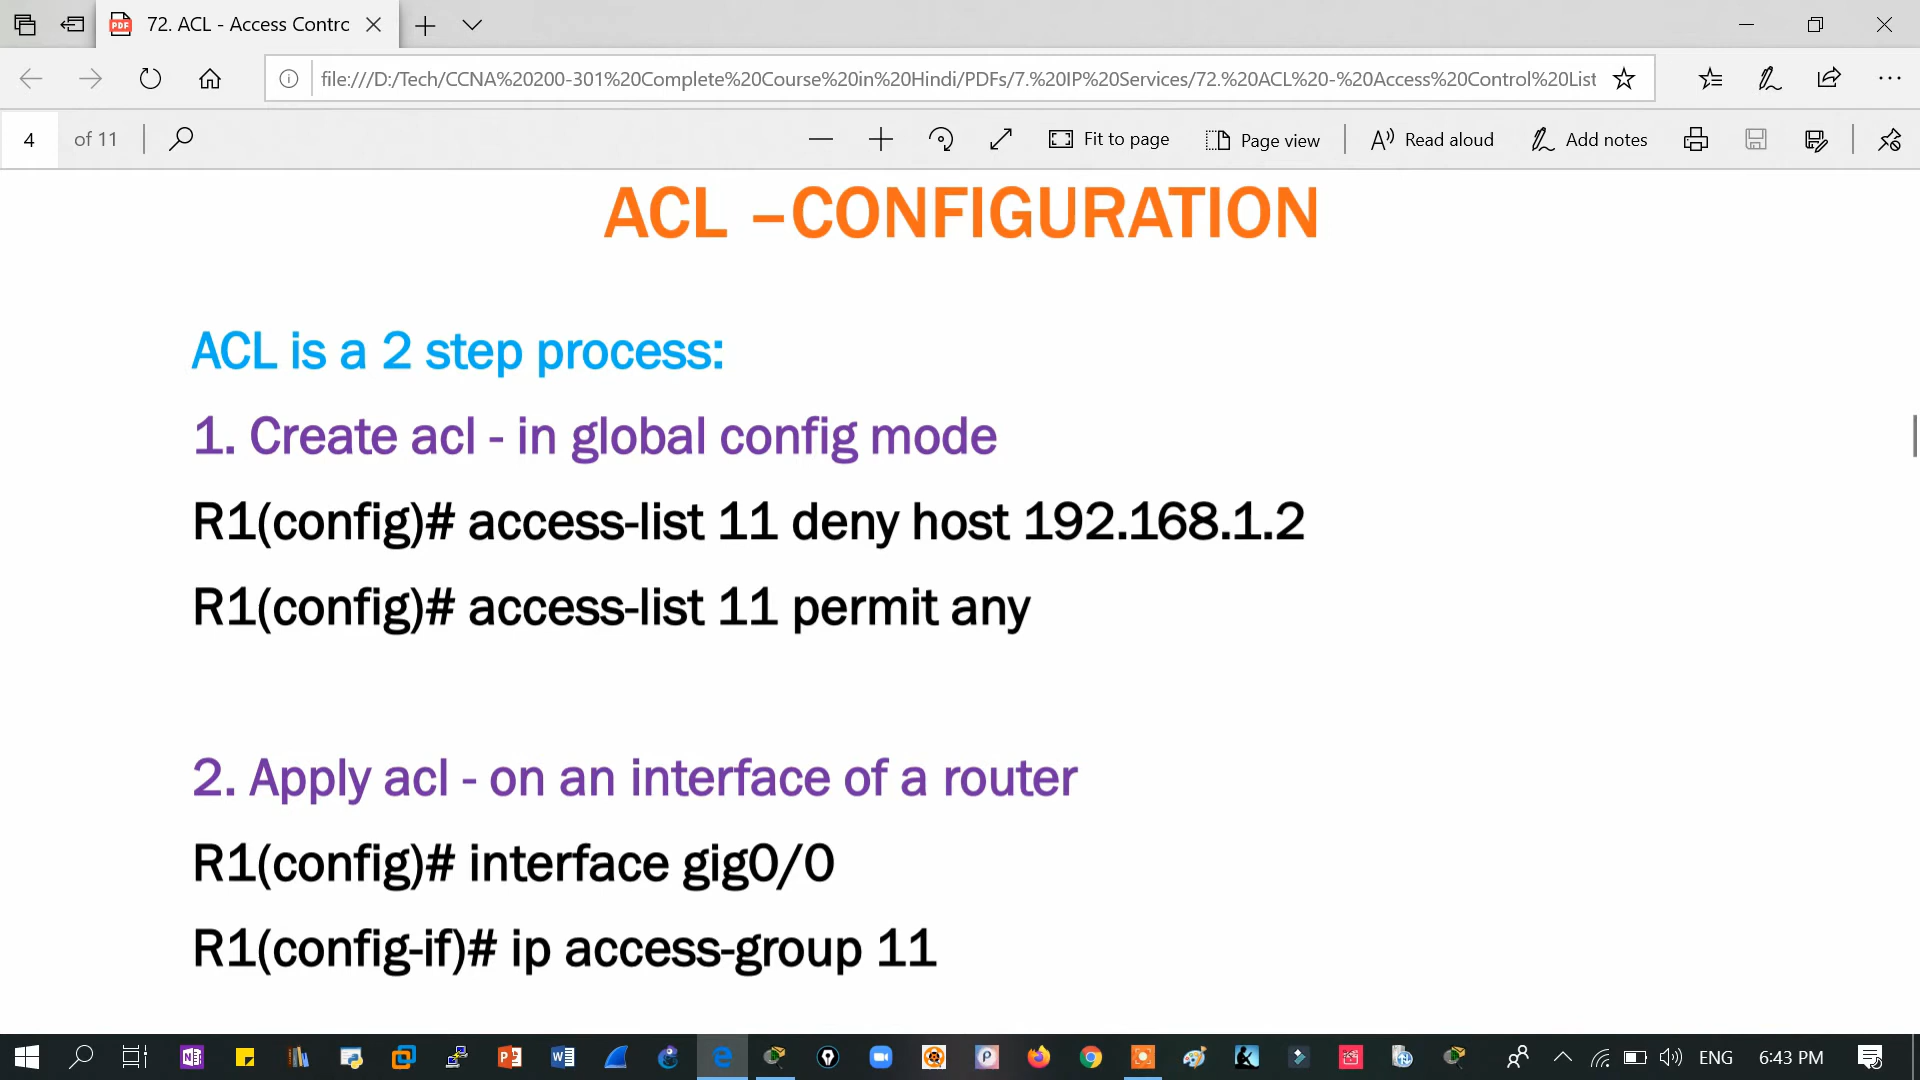 72. ACL - Access Contrc
file:///D:/Tech/CCNA%20200-301%20Complete%20Course%20in%20Hindi/PDFs/7.%20IP%20Services/72.%20ACL%20-%20Access%20Control%20List
4 of 11
Fit to page
Page view
Read aloud
Add notes
ACL –CONFIGURATION
ACL is a 2 step process:
1. Create acl - in global config mode
R1(config)# access-list 11 deny host 192.168.1.2
R1(config)# access-list 11 permit any
2. Apply acl - on an interface of a router
R1(config)# interface gig0/0
R1(config-if)# ip access-group 11
ENG
6:43 PM